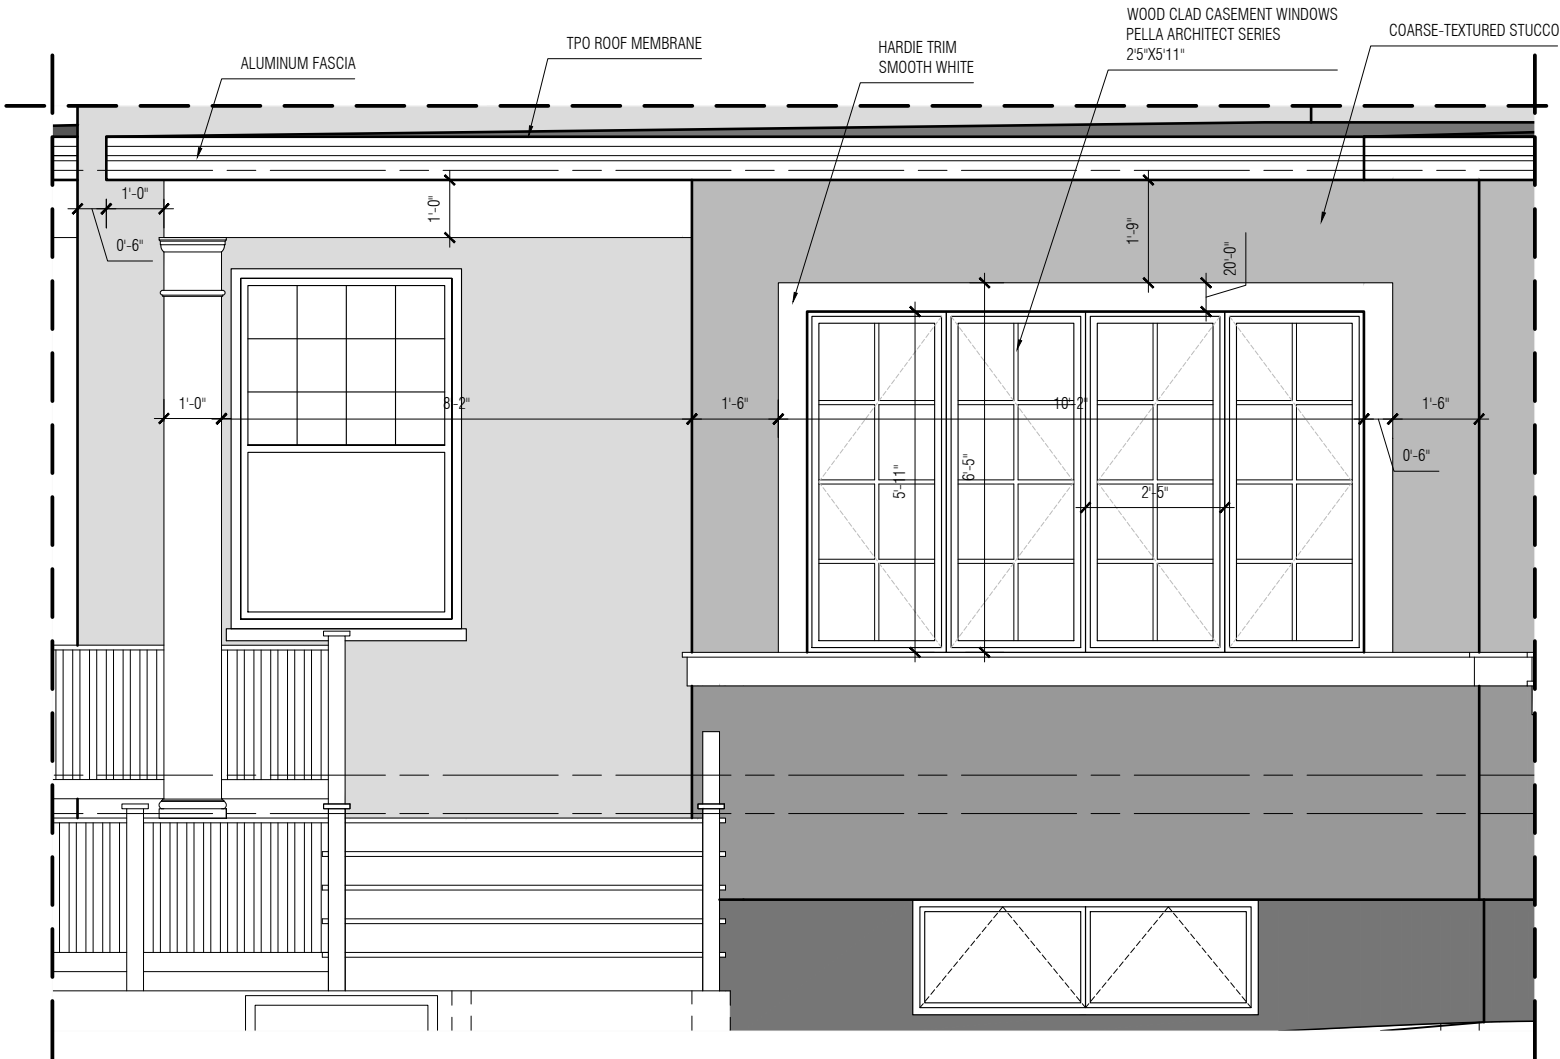 WOOD CLAD CASEMENT WINDOWS
PELLA ARCHITECT SERIES
2'5"X5'11"
COARSE-TEXTURED STUCCO
TPO ROOF MEMBRANE
HARDIE TRIM
SMOOTH WHITE
ALUMINUM FASCIA
1'-0"
0'-6"
1'-0"
1'-9"
20'-0"
1'-0"
8'-2"
1'-6"
10'-2"
1'-6"
0'-6"
5'-11"
6'-5"
2'-5"